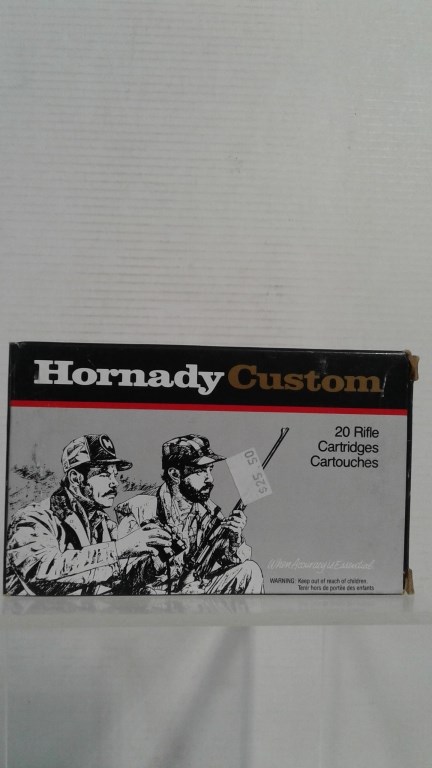 Hornady Custom
20 Rifle
Cartridges
Cartouches
$25.50
When Accuracy is Essential.
WARNING: Keep out of reach of children.
Tenir hors de portée des enfants